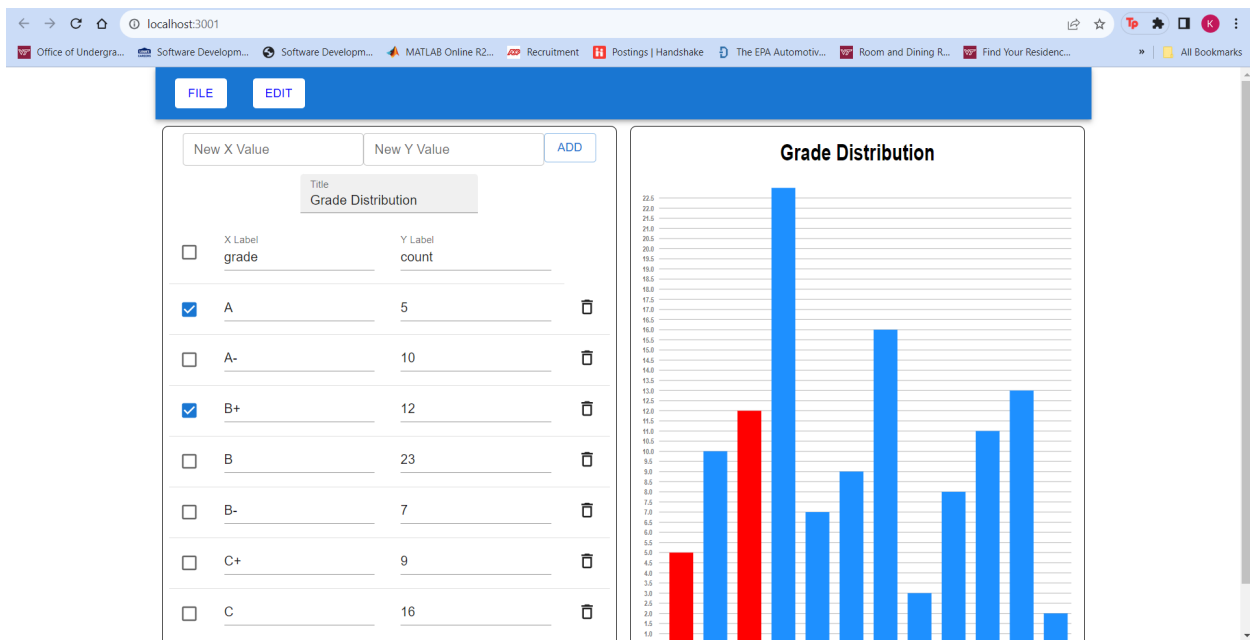 localhost:3001
Tp
K
Office of Undergra...
Software Developm...
Software Developm...
MATLAB Online R2...
Recruitment
Postings | Handshake
The EPA Automotiv...
Room and Dining R...
Find Your Residenc...
»
All Bookmarks
FILE
EDIT
New X Value
New Y Value
ADD
Title
Grade Distribution
X Label
Y Label
grade
count
A
5
A-
10
B+
12
B
23
B-
7
C+
9
C
16
Grade Distribution
22.5
22.0
21.5
21.0
20.5
20.0
19.5
19.0
18.5
18.0
17.5
17.0
16.5
16.0
15.5
15.0
14.5
14.0
13.5
13.0
12.5
12.0
11.5
11.0
10.5
10.0
9.5
9.0
8.5
8.0
7.5
7.0
6.5
6.0
5.5
5.0
4.5
4.0
3.5
3.0
2.5
2.0
1.5
1.0